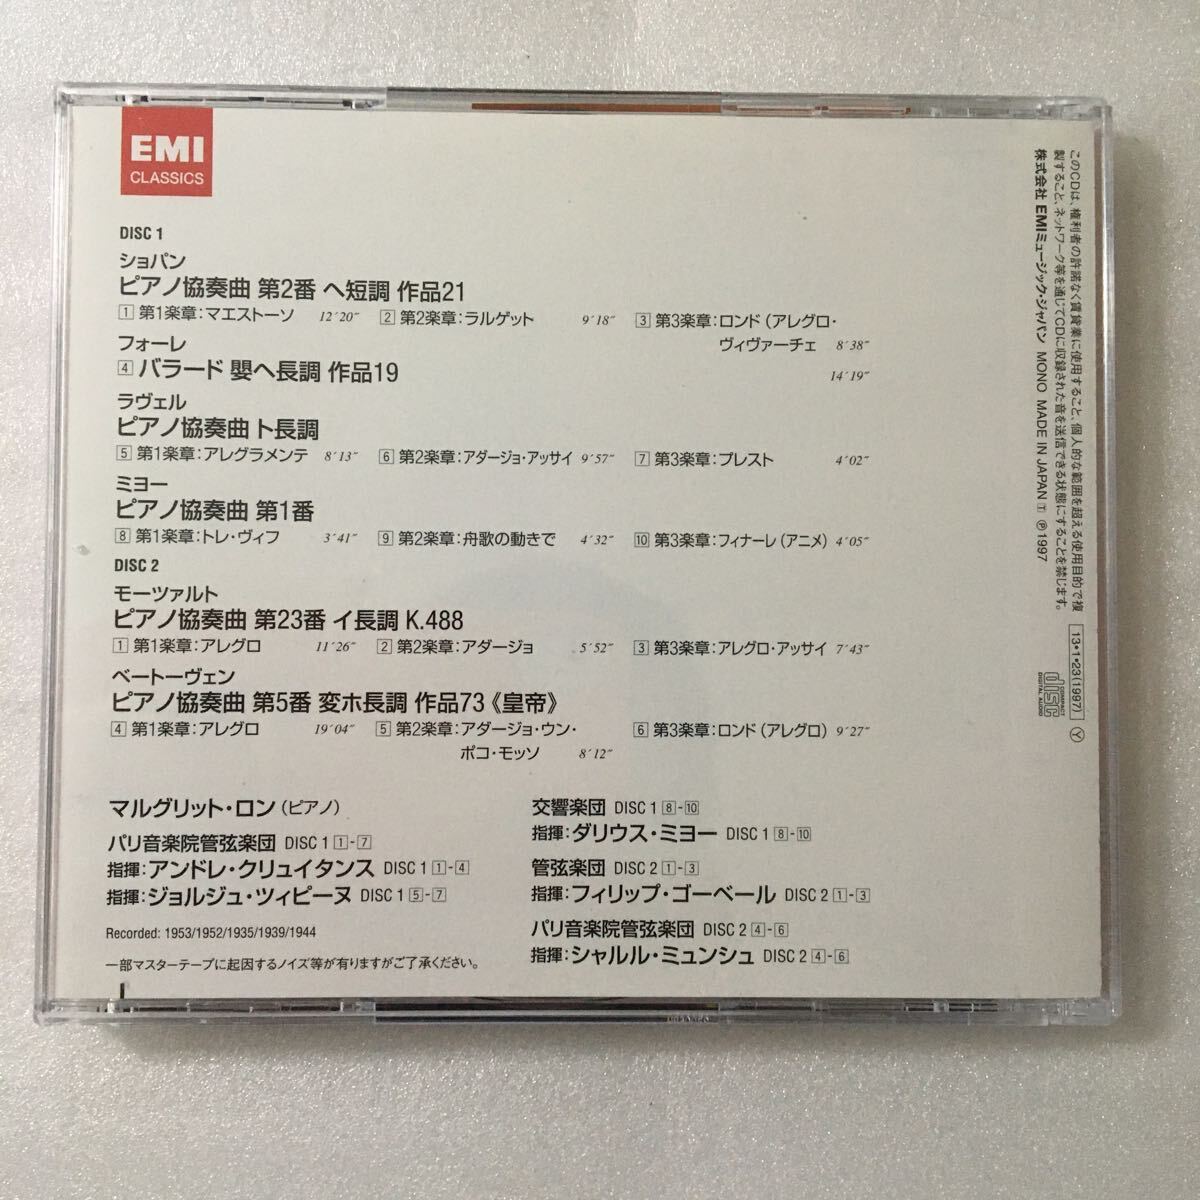 EMI
CLASSICS
DISC 1
ショパン
ピアノ協奏曲 第2番 ヘ短調 作品21
1 第1楽章：マエストーソ 12´20˝ 2 第2楽章：ラルゲット 9´18˝ 3 第3楽章：ロンド（アレグロ・
ヴィヴァーチェ 8´38˝
フォーレ
4 バラード 嬰ヘ長調 作品19 14´19˝
ラヴェル
ピアノ協奏曲 ト長調
5 第1楽章：アレグラメンテ 8´13˝ 6 第2楽章：アダージョ・アッサイ 9´57˝ 7 第3楽章：プレスト 4´02˝
ミヨー
ピアノ協奏曲 第1番
8 第1楽章：トレ・ヴィフ 3´41˝ 9 第2楽章：舟歌の動きで 4´32˝ 10 第3楽章：フィナーレ（アニメ） 4´05˝
DISC 2
モーツァルト
ピアノ協奏曲 第23番 イ長調 K.488
1 第1楽章：アレグロ 11´26˝ 2 第2楽章：アダージョ 5´52˝ 3 第3楽章：アレグロ・アッサイ 7´43˝
ベートーヴェン
ピアノ協奏曲 第5番 変ホ長調 作品73《皇帝》
4 第1楽章：アレグロ 19´04˝ 5 第2楽章：アダージョ・ウン・ 6 第3楽章：ロンド（アレグロ） 9´27˝
ポコ・モッソ 8´12˝
マルグリット・ロン（ピアノ）
パリ音楽院管弦楽団 DISC 1 1-7
指揮：アンドレ・クリュイタンス DISC 1 1-4
指揮：ジョルジュ・ツィピーヌ DISC 1 5-7
Recorded: 1953/1952/1935/1939/1944
一部マスターテープに起因するノイズ等が有りますがご了承ください。
交響楽団 DISC 1 8-10
指揮：ダリウス・ミヨー DISC 1 8-10
管弦楽団 DISC 2 1-3
指揮：フィリップ・ゴーベール DISC 2 1-3
パリ音楽院管弦楽団 DISC 2 4-6
指揮：シャルル・ミュンシュ DISC 2 4-6
このCDは、権利者の許諾なく賃貸業に使用すること、個人的な範囲を超える使用目的で複
製すること、ネットワーク等を通じてCDに収録された音を送信できる状態にすることを禁じます。
株式会社 EMIミュージック・ジャパン MONO MADE IN JAPAN T ℗1997
13・1・23(1997) Y
COMPACT
disc
DIGITAL AUDIO